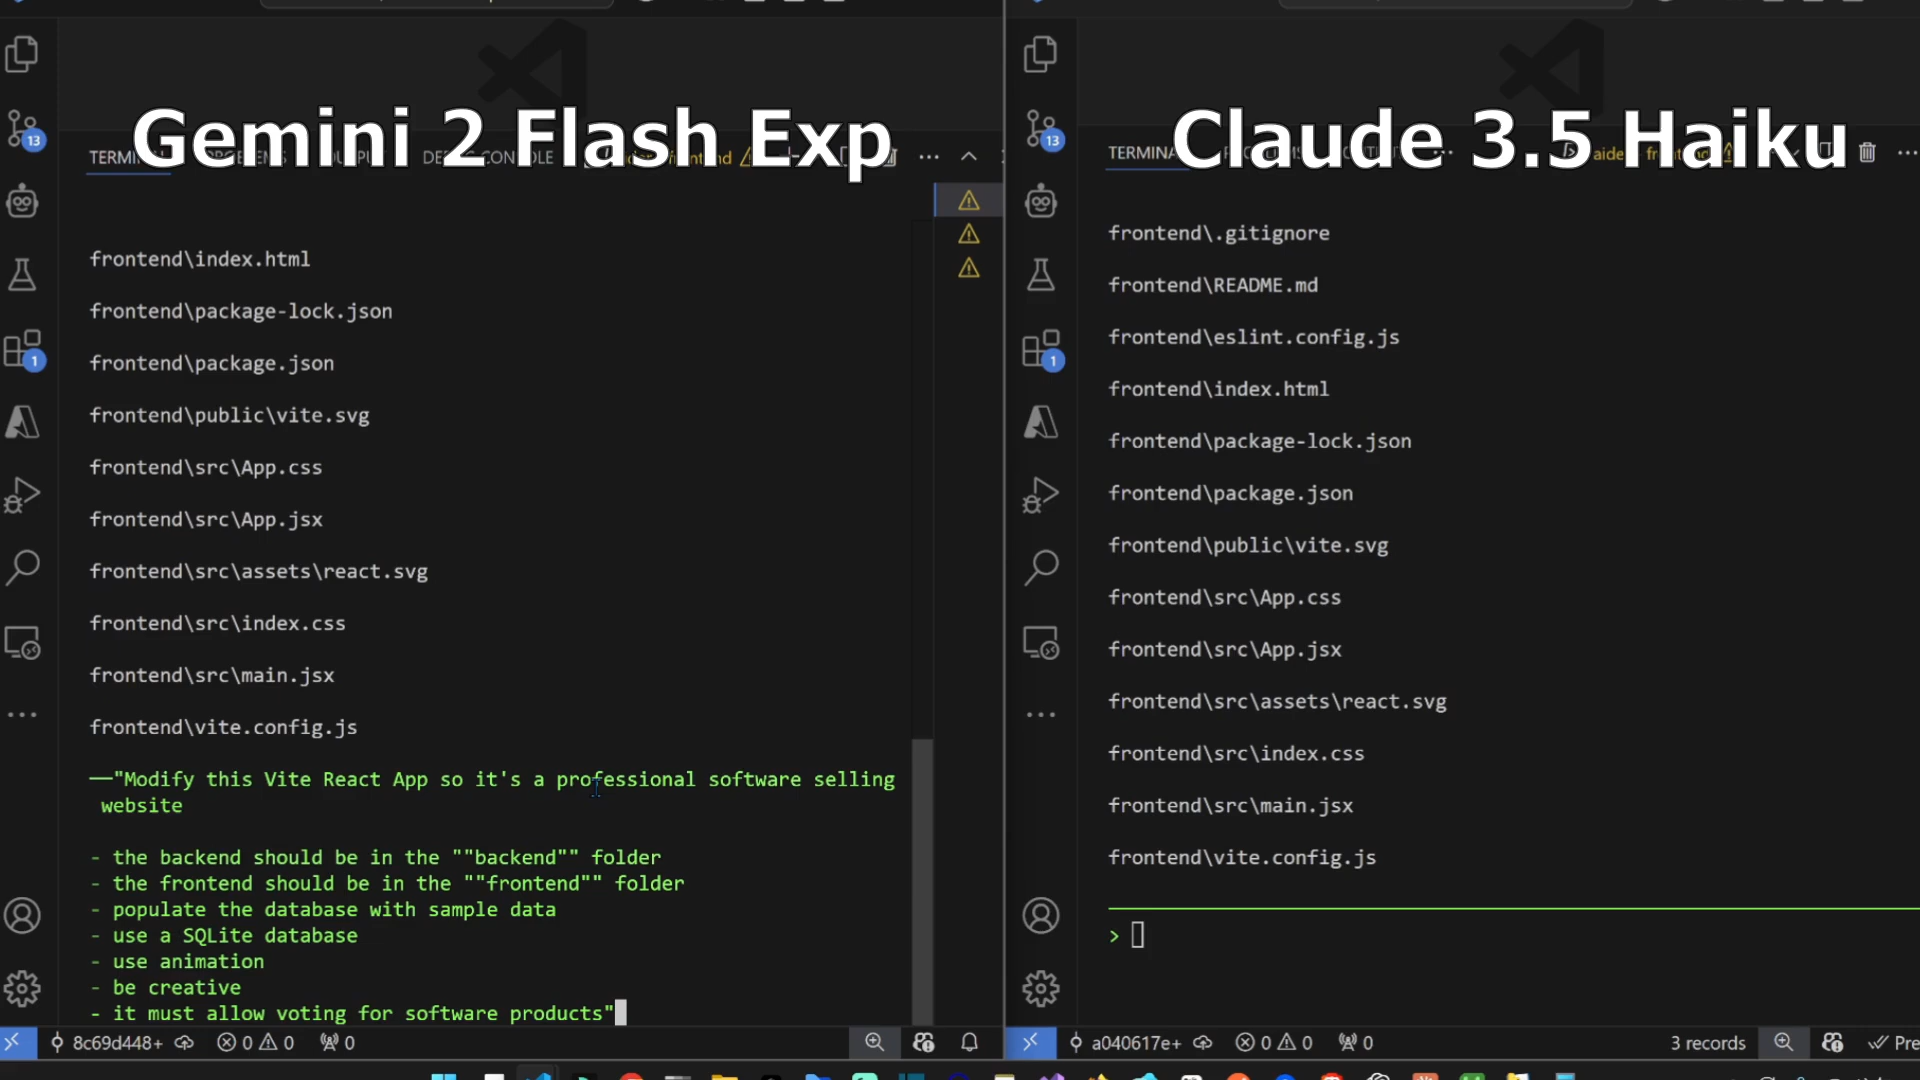 Gemini 2 Flash Exp
13
1
frontend\index.html
frontend\package-lock.json
frontend\package.json
frontend\public\vite.svg
frontend\src\App.css
frontend\src\App.jsx
frontend\src\assets\react.svg
frontend\src\index.css
frontend\src\main.jsx
frontend\vite.config.js
"Modify this Vite React App so it's a professional software selling
website
- the backend should be in the ""backend"" folder
- the frontend should be in the ""frontend"" folder
- populate the database with sample data
- use a SQLite database
- use animation
- be creative
- it must allow voting for software products"
8c69d448+ 0 0 0
Claude 3.5 Haiku
13
1
frontend\.gitignore
frontend\README.md
frontend\eslint.config.js
frontend\index.html
frontend\package-lock.json
frontend\package.json
frontend\public\vite.svg
frontend\src\App.css
frontend\src\App.jsx
frontend\src\assets\react.svg
frontend\src\index.css
frontend\src\main.jsx
frontend\vite.config.js
>
a040617e+ 0 0 0 3 records